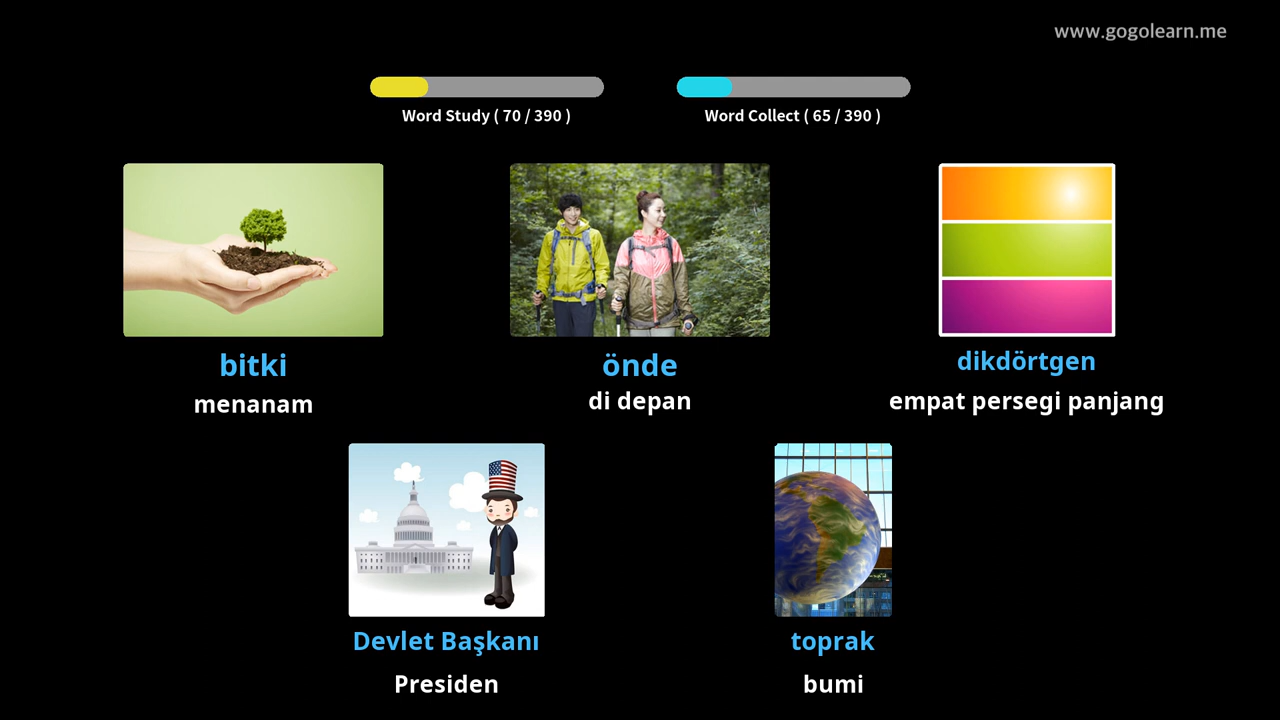 www.gogolearn.me
Word Study ( 70 / 390 )
Word Collect ( 65 / 390 )
bitki
menanam
önde
di depan
dikdörtgen
empat persegi panjang
Devlet Başkanı
Presiden
toprak
bumi